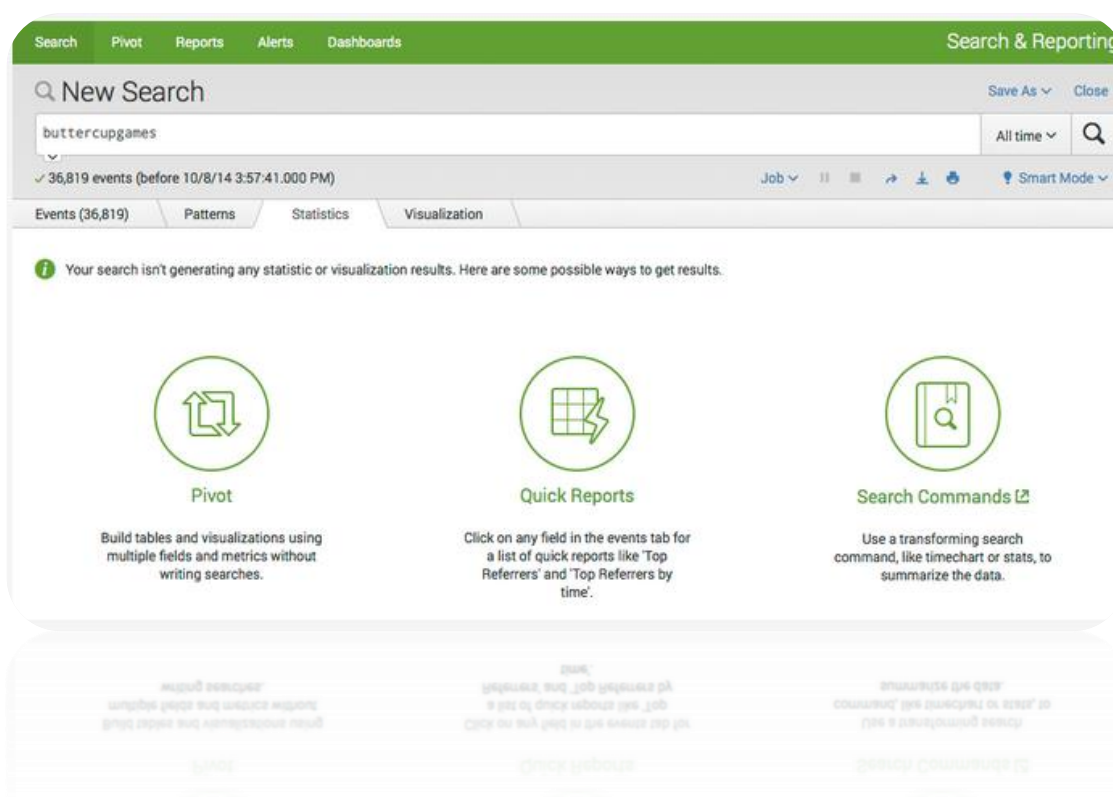 Search Pivot Reports Alerts Dashboards Search & Reporting
New Search Save As Close
buttercupgames All time
36,819 events (before 10/8/14 3:57:41.000 PM) Job Smart Mode
Events (36,819) Patterns Statistics Visualization
i Your search isn't generating any statistic or visualization results. Here are some possible ways to get results.
Pivot
Build tables and visualizations using
multiple fields and metrics without
writing searches.
Quick Reports
Click on any field in the events tab for
a list of quick reports like 'Top
Referrers' and 'Top Referrers by
time'.
Search Commands
Use a transforming search
command, like timechart or stats, to
summarize the data.